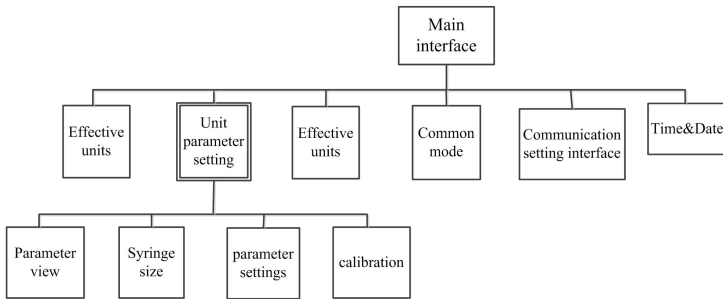 Main
interface
Effective
units
Unit
parameter
setting
Effective
units
Common
mode
Communication
setting interface
Time&Date
Parameter
view
Syringe
size
parameter
settings
calibration